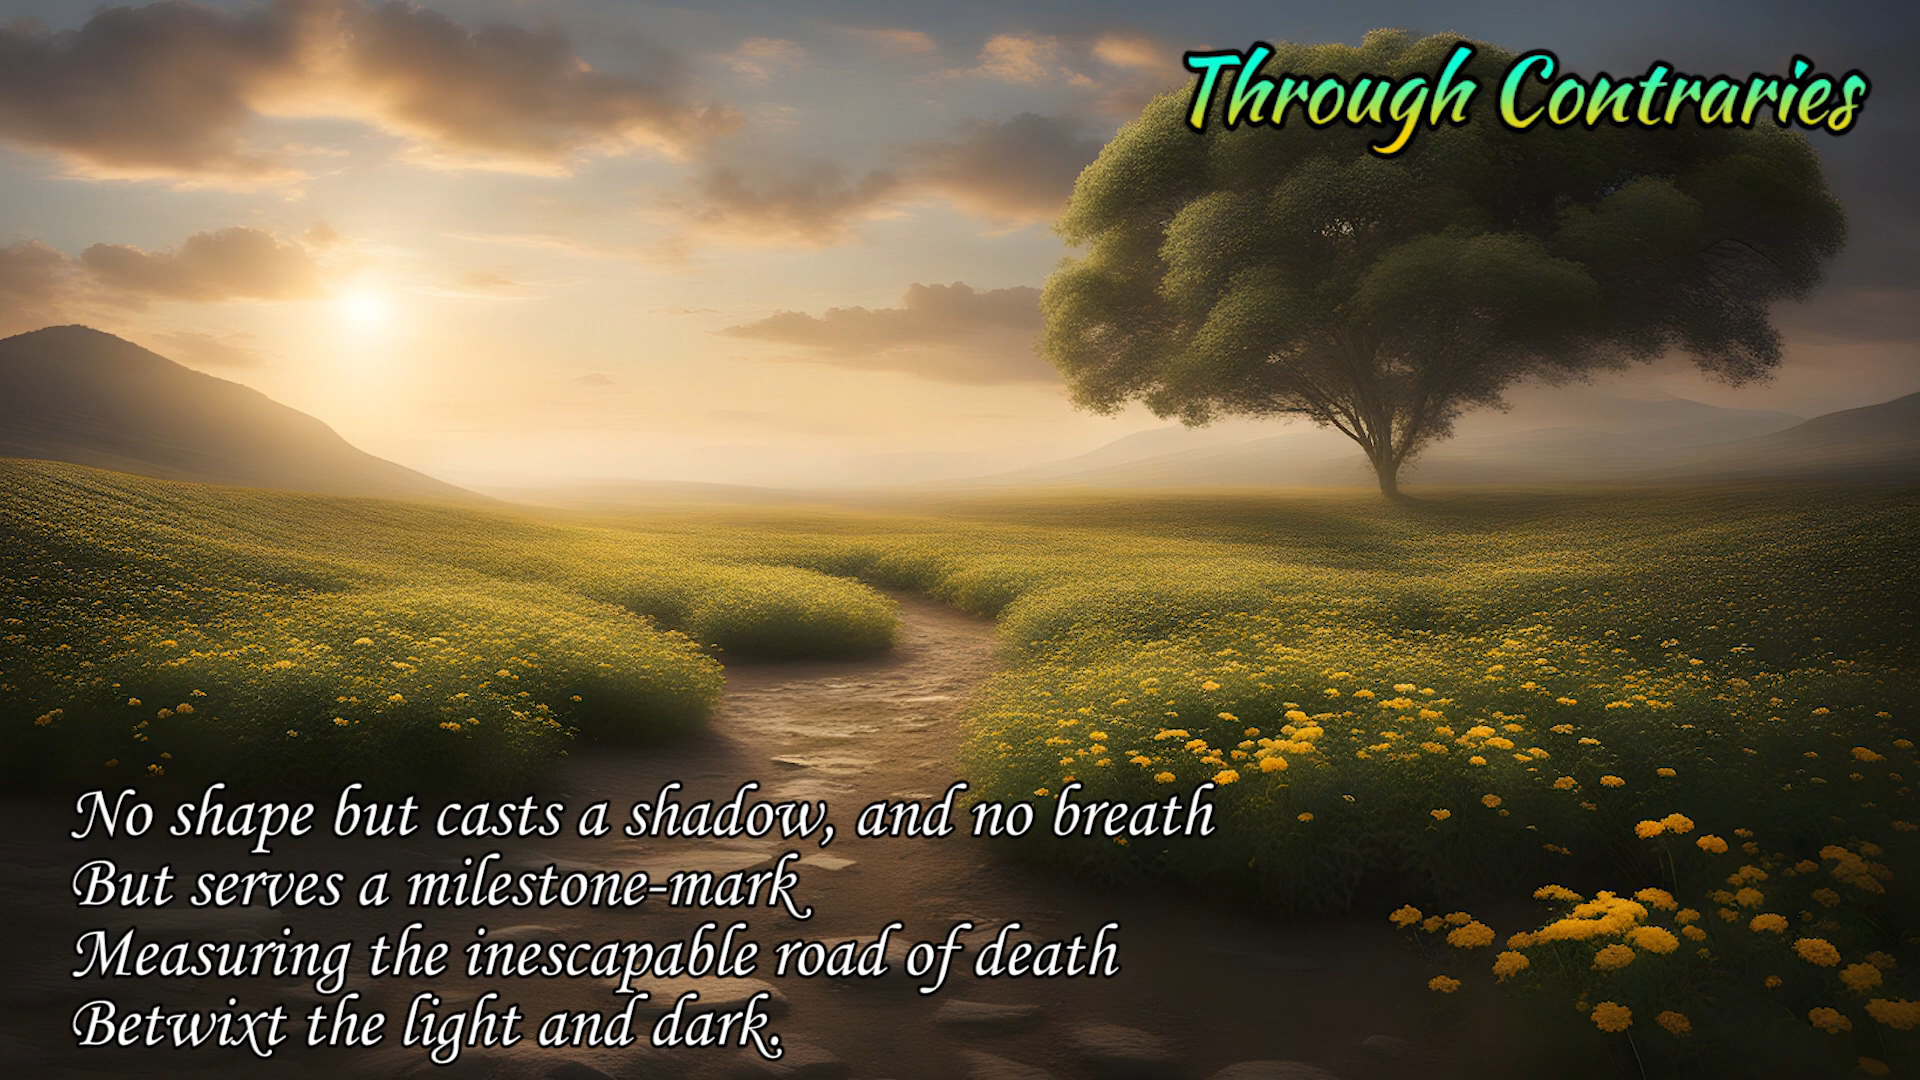 Through Contraries
No shape but casts a shadow, and no breath
But serves a milestone-mark
Measuring the inescapable road of death
Betwixt the light and dark.